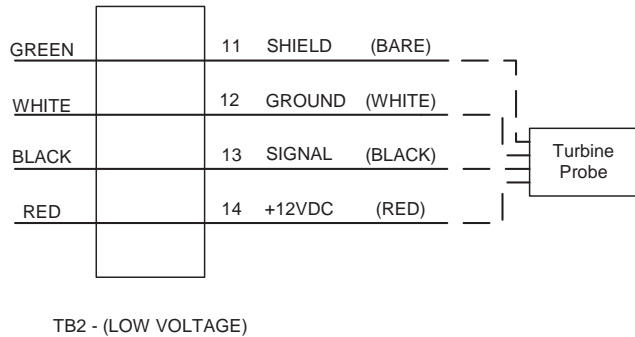 GREEN 11 SHIELD (BARE)
WHITE 12 GROUND (WHITE)
BLACK 13 SIGNAL (BLACK)
RED 14 +12VDC (RED)
Turbine
Probe
TB2 - (LOW VOLTAGE)